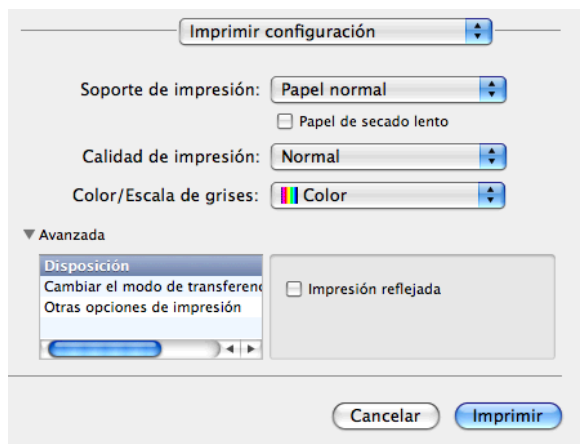 Imprimir configuración
Soporte de impresión: Papel normal
Papel de secado lento
Calidad de impresión: Normal
Color/Escala de grises: Color
Avanzada
Disposición
Cambiar el modo de transferen
Impresión reflejada
Otras opciones de impresión
Cancelar Imprimir